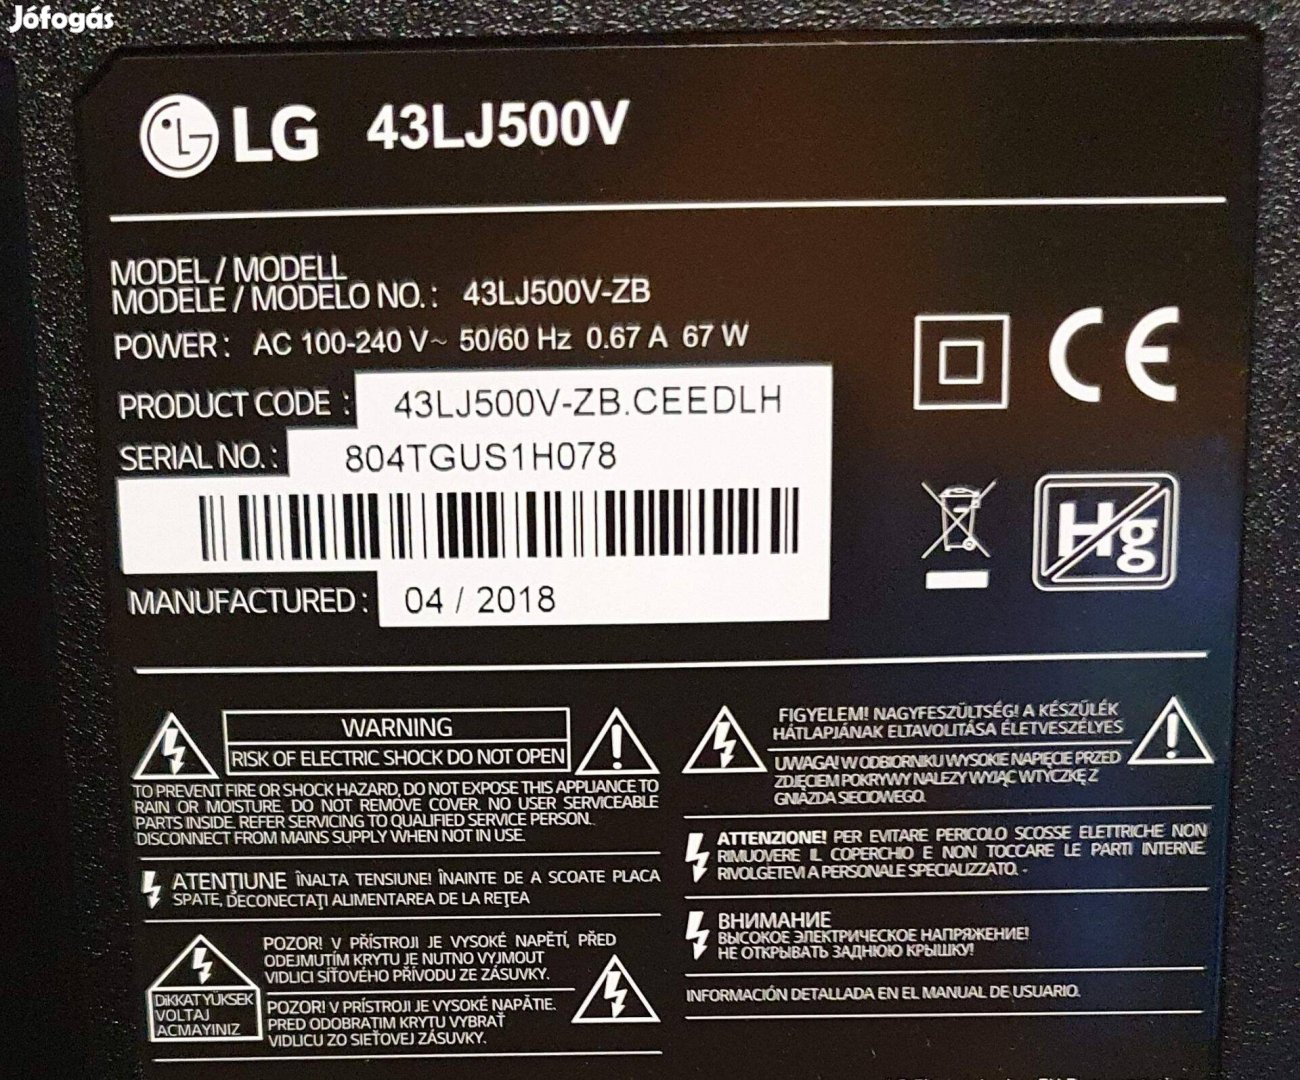 Jófogás
LG 43LJ500V
MODEL / MODELL
MODELE / MODELO NO. : 43LJ500V-ZB
POWER : AC 100-240 V~ 50/60 Hz 0.67 A 67 W
PRODUCT CODE : 43LJ500V-ZB.CEEDLH
SERIAL NO. : 804TGUS1H078
MANUFACTURED : 04 / 2018
CE
Hg
WARNING
RISK OF ELECTRIC SHOCK DO NOT OPEN
TO PREVENT FIRE OR SHOCK HAZARD, DO NOT EXPOSE THIS APPLIANCE TO
RAIN OR MOISTURE. DO NOT REMOVE COVER. NO USER SERVICEABLE
PARTS INSIDE. REFER SERVICING TO QUALIFIED SERVICE PERSON.
DISCONNECT FROM MAINS SUPPLY WHEN NOT IN USE.
ATENŢIUNE ÎNALTA TENSIUNE! ÎNAINTE DE A SCOATE PLACA
SPATE, DECONECTAŢI ALIMENTAREA DE LA REŢEA
DİKKAT YÜKSEK
VOLTAJ
AÇMAYINIZ
POZOR! V PŘÍSTROJI JE VYSOKÉ NAPĚTÍ, PŘED
ODEJMUTÍM KRYTU JE NUTNO VYJMOUT
VIDLICI SÍŤOVÉHO PŘÍVODU ZE ZÁSUVKY.
POZOR! V PRÍSTROJI JE VYSOKÉ NAPÄTIE.
PRED ODOBRATIM KRYTU VYBRAŤ
VIDLICU ZO SIEŤOVEJ ZÁSUVKY.
FIGYELEM! NAGYFESZÜLTSÉG! A KÉSZÜLÉK
HÁTLAPJÁNAK ELTAVOLITÁSA ÉLETVESZÉLYES
UWAGA! W ODBIORNIKU WYSOKIE NAPIĘCIE PRZED
ZDJĘCIEM POKRYWY NALEŻY WYJĄĆ WTYCZKĘ Z
GNIAZDA SIECIOWEGO.
ATTENZIONE! PER EVITARE PERICOLO SCOSSE ELETTRICHE NON
RIMUOVERE IL COPERCHIO E NON TOCCARE LE PARTI INTERNE.
RIVOLGETEVI A PERSONALE SPECIALIZZATO. -
ВНИМАНИЕ
ВЫСОКОЕ ЭЛЕКТРИЧЕСКОЕ НАПРЯЖЕНИЕ!
НЕ ОТКРЫВАТЬ ЗАДНЮЮ КРЫШКУ!
INFORMACIÓN DETALLADA EN EL MANUAL DE USUARIO.